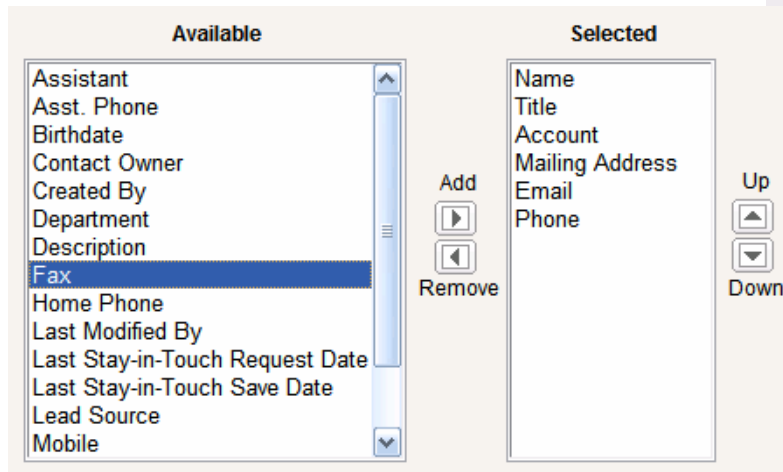 Available
Assistant
Asst. Phone
Birthdate
Contact Owner
Created By
Department
Description
Fax
Home Phone
Last Modified By
Last Stay-in-Touch Request Date
Last Stay-in-Touch Save Date
Lead Source
Mobile
Add
Remove
Selected
Name
Title
Account
Mailing Address
Email
Phone
Up
Down